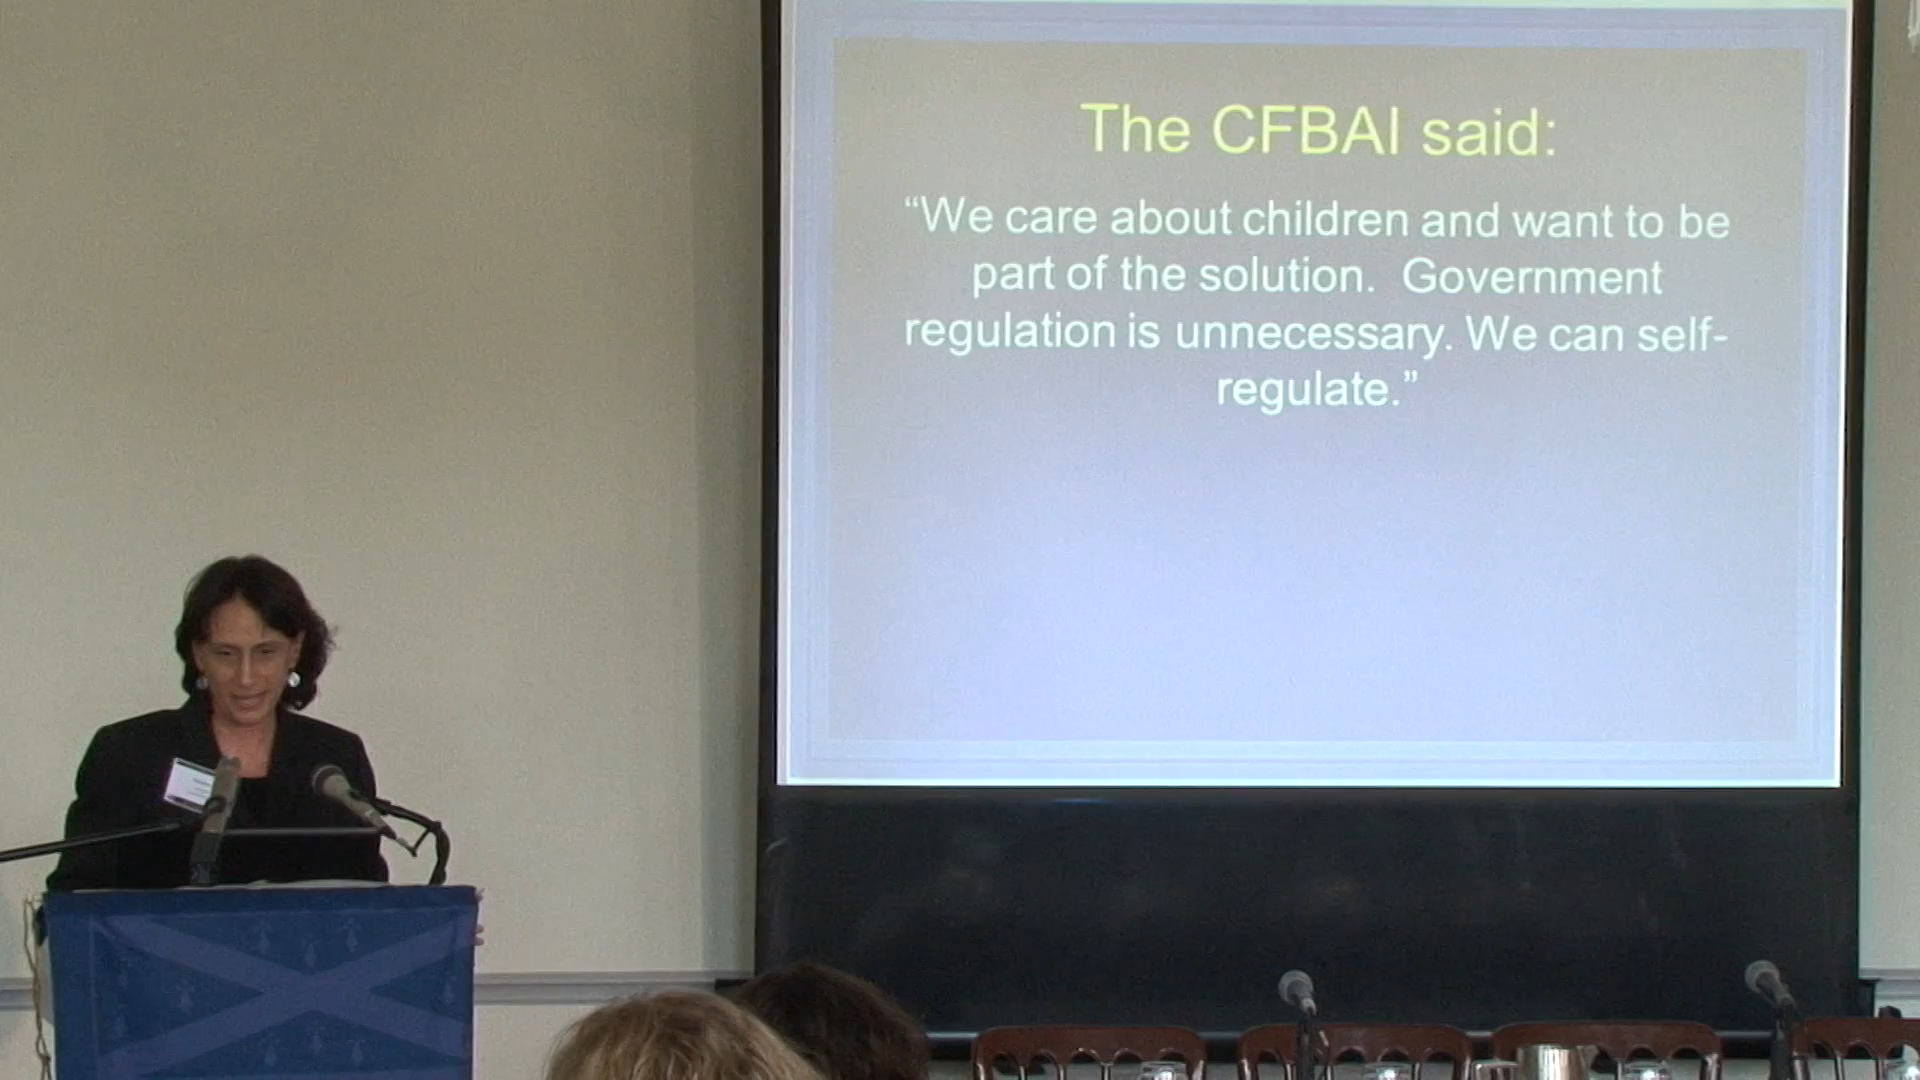 The CFBAI said:
“We care about children and want to be
part of the solution.  Government
regulation is unnecessary. We can self-
regulate.”